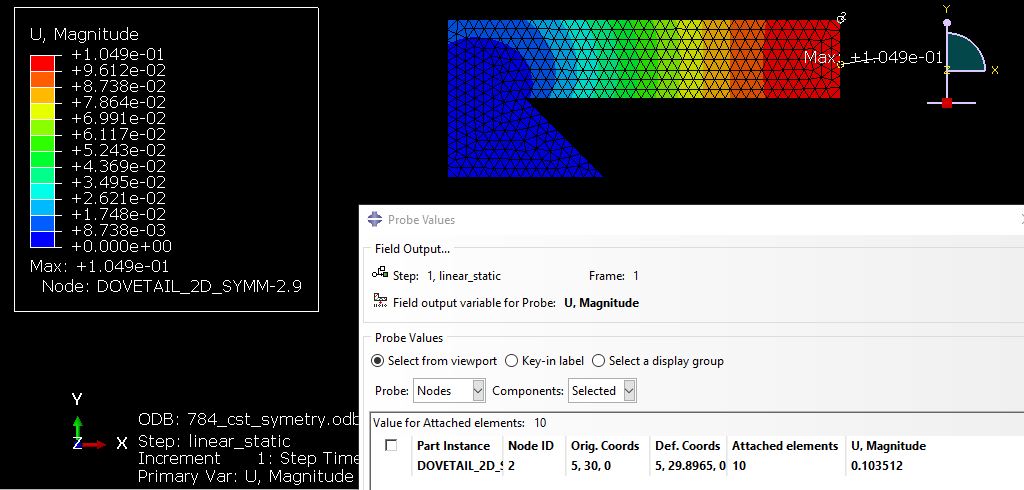 U, Magnitude
+1.049e-01
+9.612e-02
+8.738e-02
+7.864e-02
+6.991e-02
+6.117e-02
+5.243e-02
+4.369e-02
+3.495e-02
+2.621e-02
+1.748e-02
+8.738e-03
+0.000e+00
Max: +1.049e-01
Node: DOVETAIL_2D_SYMM-2.9
2
Max: +1.049e-01
Y
Z
X
Probe Values
Field Output...
Step: 1, linear_static Frame: 1
Field output variable for Probe: U, Magnitude
Probe Values
Select from viewport Key-in label Select a display group
Probe: Nodes Components: Selected
Value for Attached elements: 10
Part Instance Node ID Orig. Coords Def. Coords Attached elements U, Magnitude
DOVETAIL_2D_S 2 5, 30, 0 5, 29.8965, 0 10 0.103512
Y
Z X
ODB: 784_cst_symetry.odb
Step: linear_static
Increment 1: Step Time
Primary Var: U, Magnitude